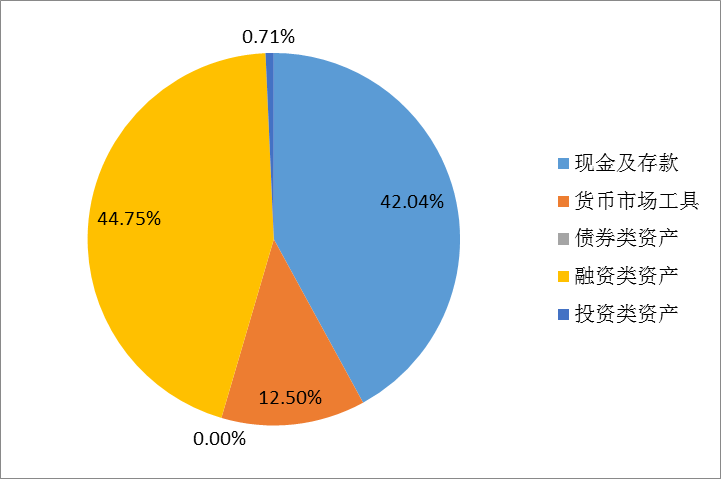 0.71%
42.04%
44.75%
12.50%
0.00%
现金及存款
货币市场工具
债券类资产
融资类资产
投资类资产